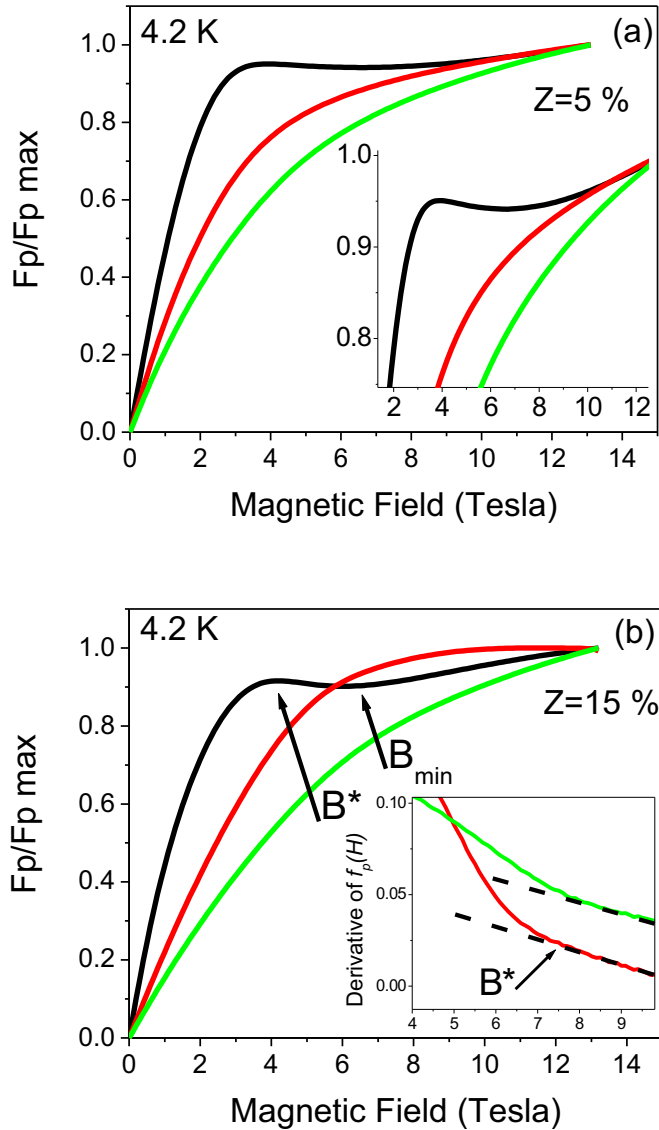 4.2 K
(a)
Z=5 %
Fp/Fp max
1.0
0.8
0.6
0.4
0.2
0.0
1.0
0.9
0.8
2 4 6 8 10 12
0 2 4 6 8 10 12 14
Magnetic Field (Tesla)
4.2 K
(b)
Z=15 %
Fp/Fp max
1.0
0.8
0.6
0.4
0.2
0.0
B*
B min
Derivative of f_p(H)
0.10
0.05
0.00
B*
4 5 6 7 8 9
0 2 4 6 8 10 12 14
Magnetic Field (Tesla)